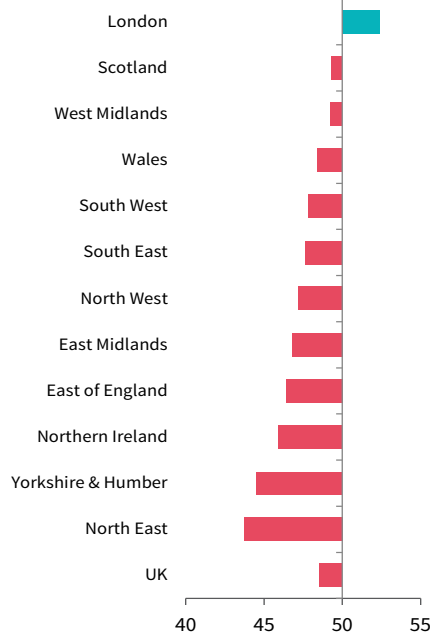 London
Scotland
West Midlands
Wales
South West
South East
North West
East Midlands
East of England
Northern Ireland
Yorkshire & Humber
North East
UK
40 45 50 55